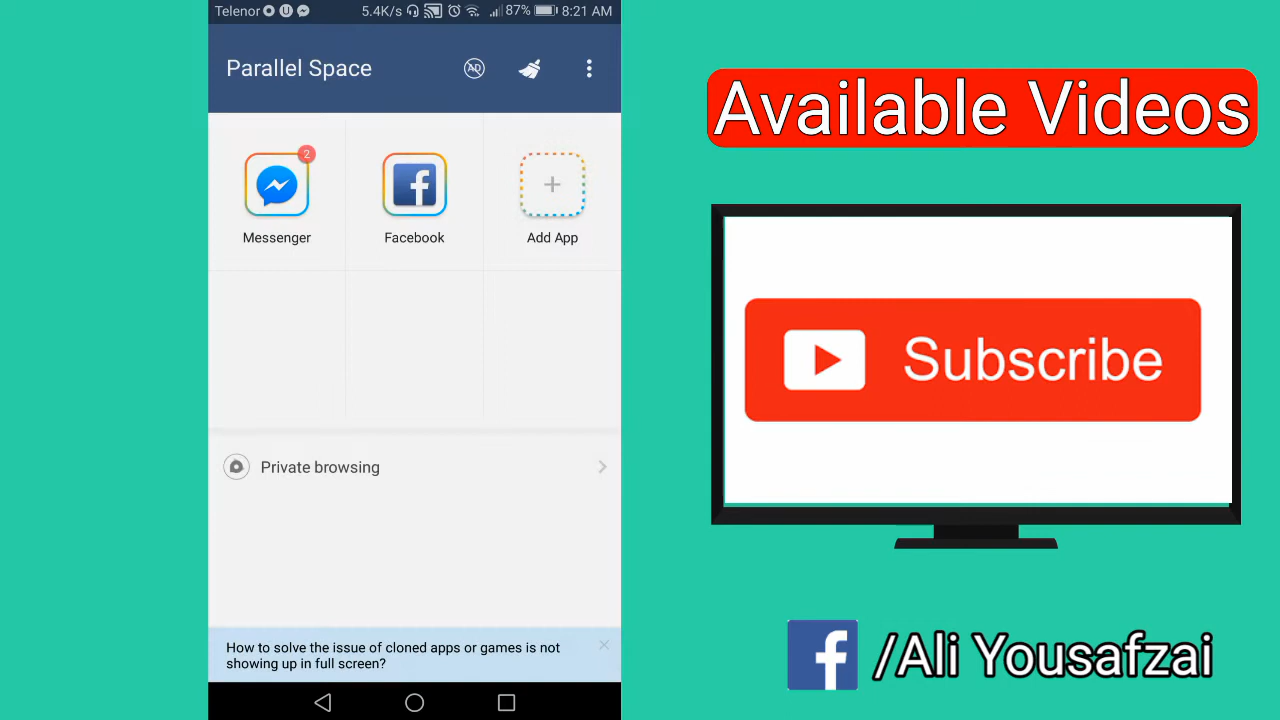 Telenor 5.4K/s 87% 8:21 AM
Parallel Space
AD
2
Messenger
Facebook
Add App
Private browsing
How to solve the issue of cloned apps or games is not
showing up in full screen?
Available Videos
Subscribe
/Ali Yousafzai